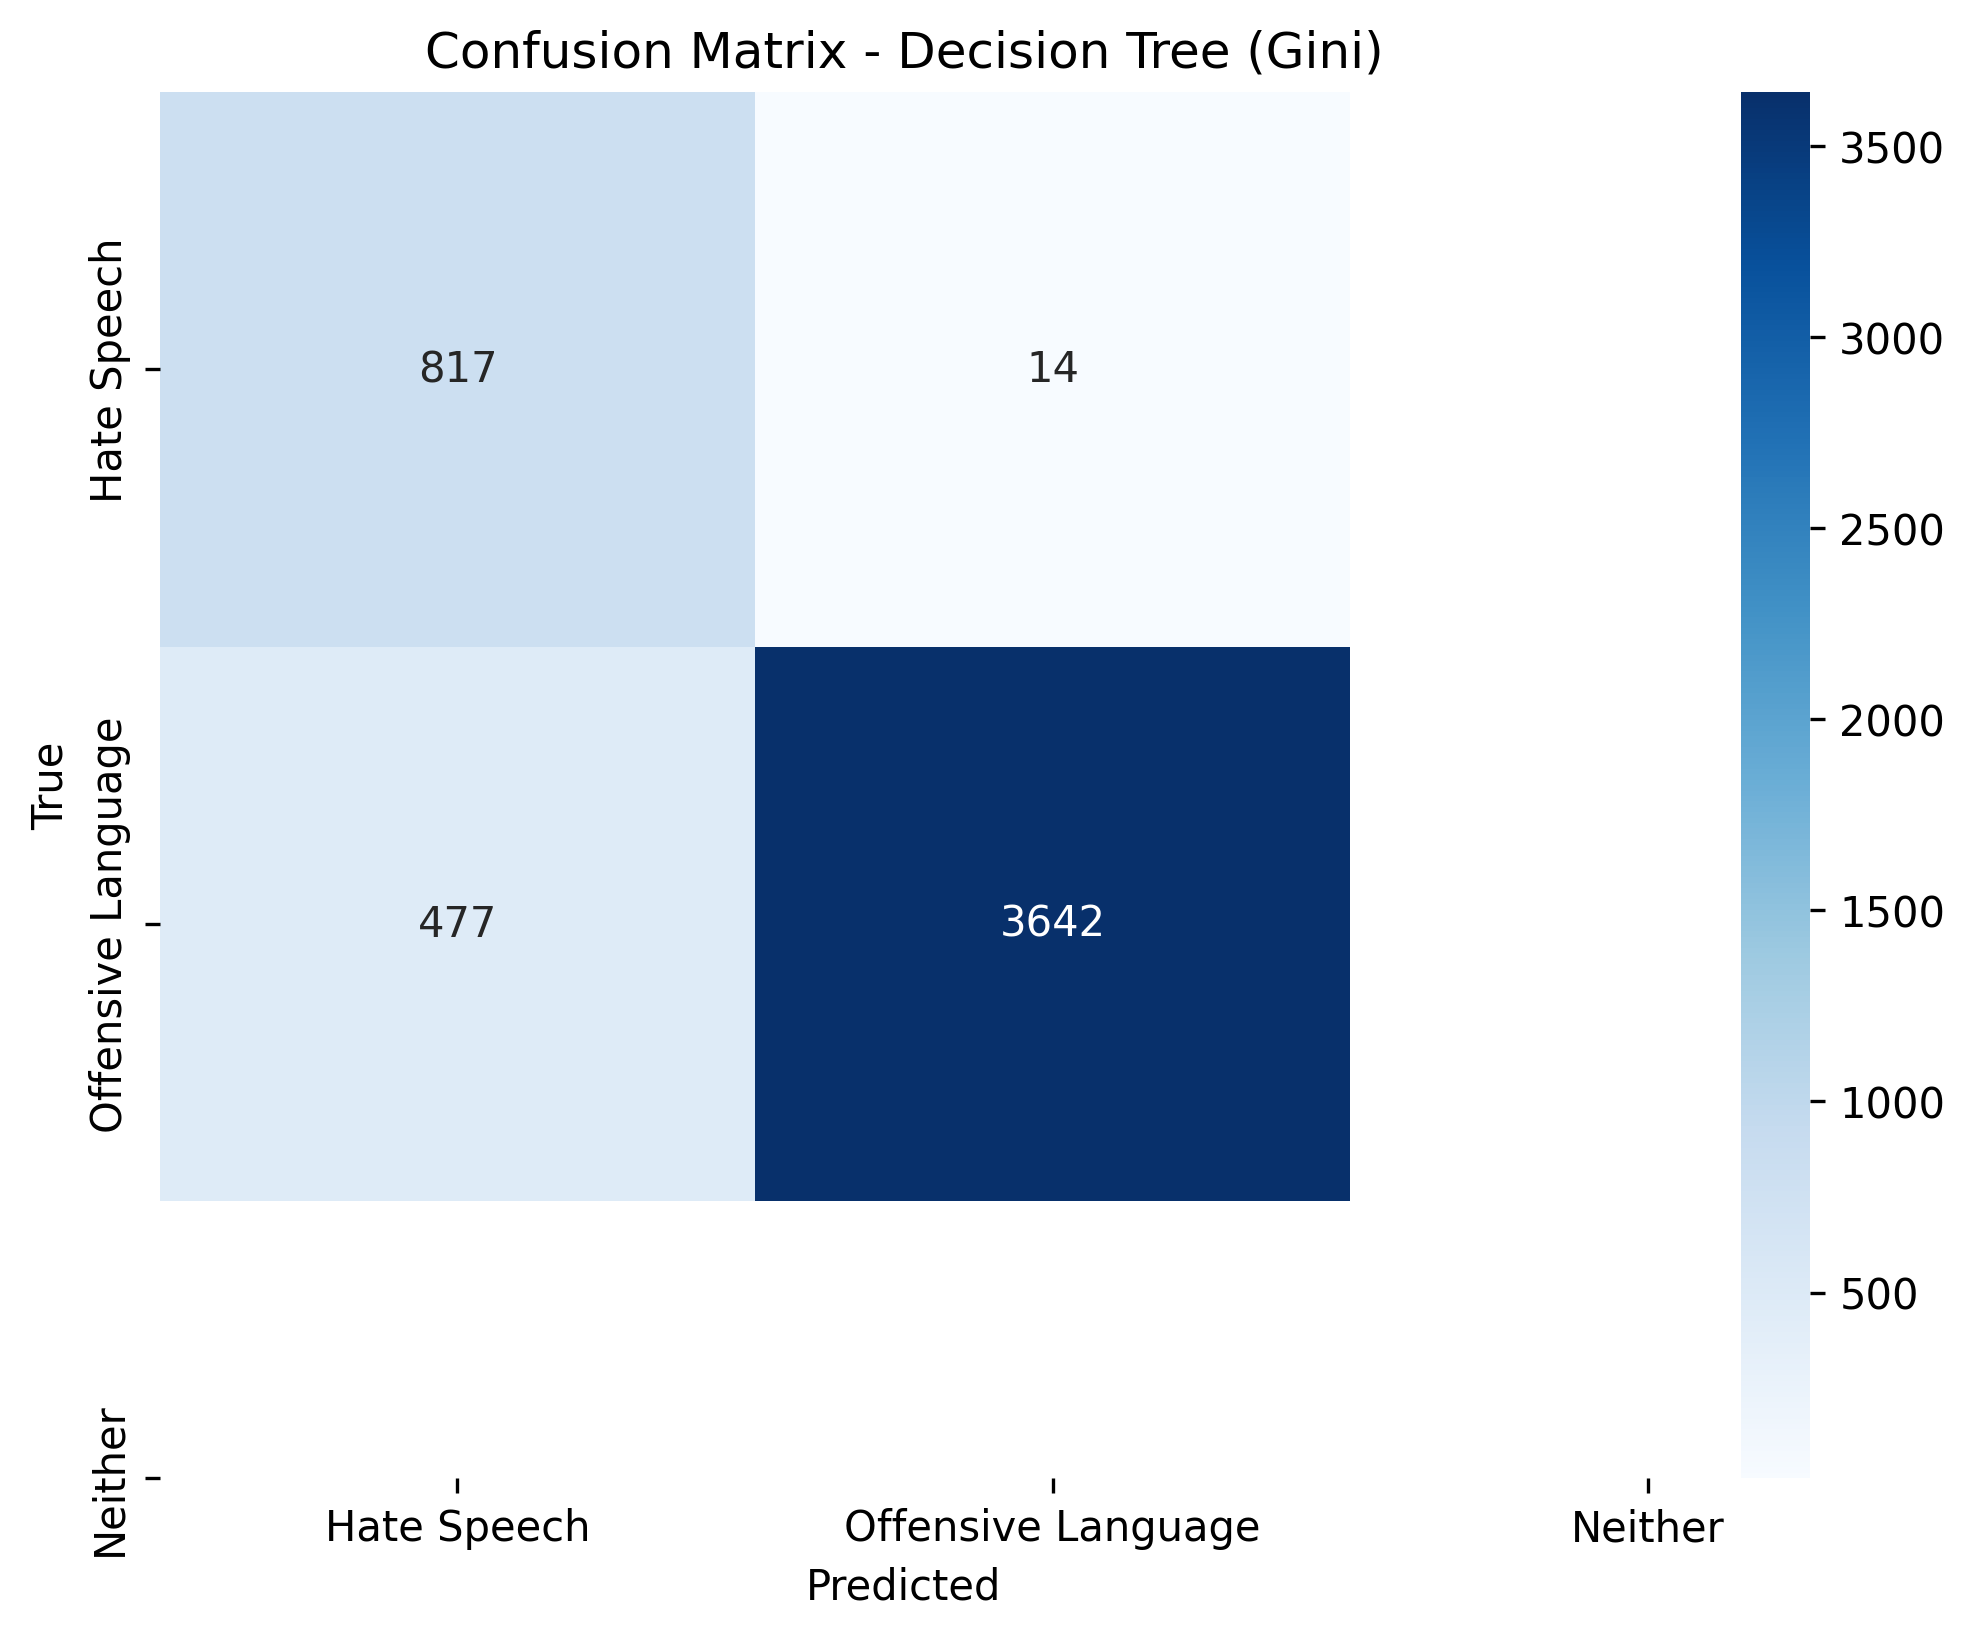 Confusion Matrix - Decision Tree (Gini)
True
Hate Speech
Offensive Language
Neither
817
14
477
3642
Hate Speech
Offensive Language
Neither
Predicted
3500
3000
2500
2000
1500
1000
500